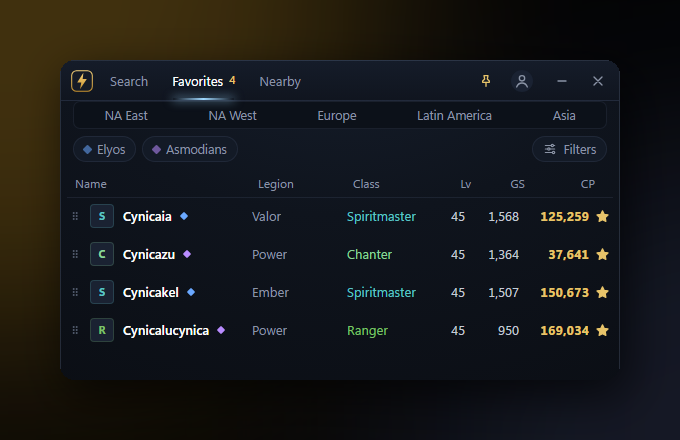 Search Favorites 4 Nearby
NA East NA West Europe Latin America Asia
Elyos Asmodians Filters
Name Legion Class Lv GS CP
S Cynicaia Valor Spiritmaster 45 1,568 125,259
C Cynicazu Power Chanter 45 1,364 37,641
S Cynicakel Ember Spiritmaster 45 1,507 150,673
R Cynicalucynica Power Ranger 45 950 169,034